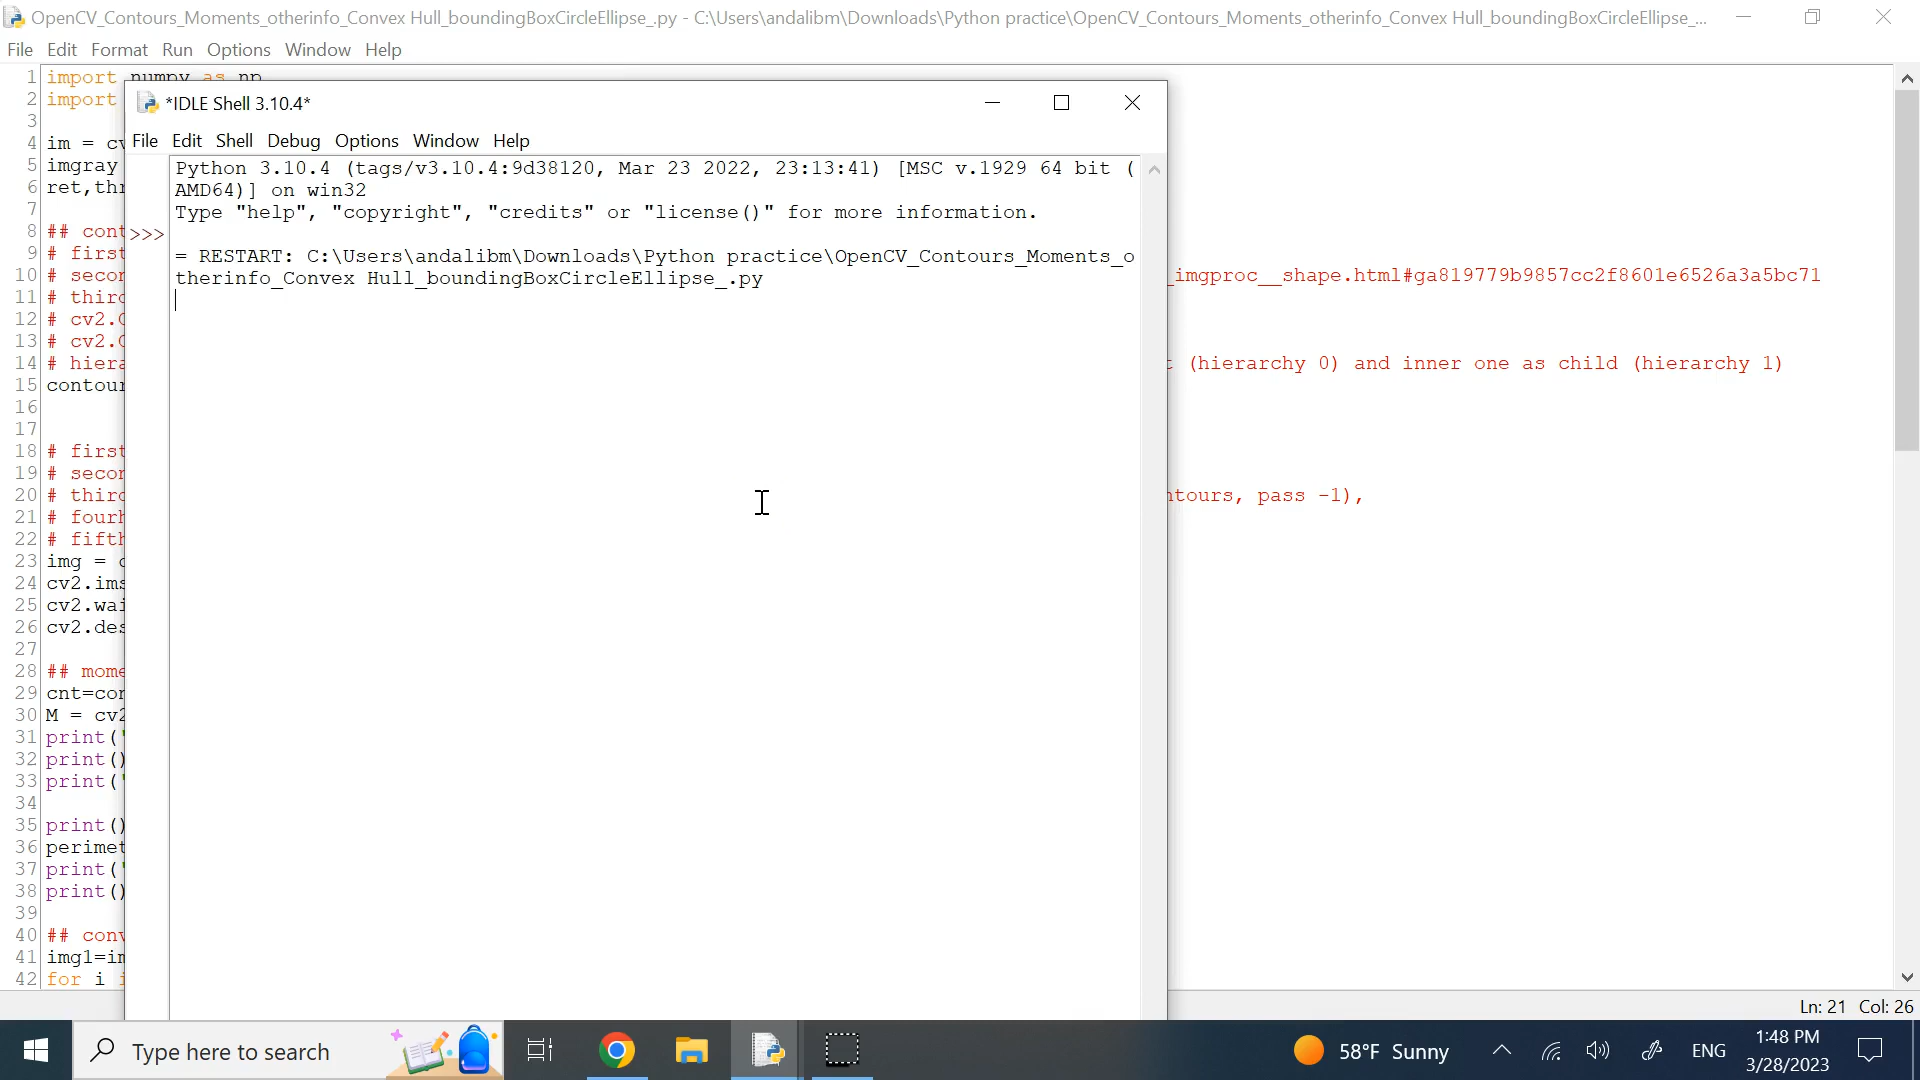 OpenCV_Contours_Moments_otherinfo_Convex Hull_boundingBoxCircleEllipse_.py - C:\Users\andalibm\Downloads\Python practice\OpenCV_Contours_Moments_otherinfo_Convex Hull_boundingBoxCircleEllipse_...
File Edit Format Run Options Window Help
1 import numpy as np
2 import
3
4 im = cv
5 imgray
6 ret,thr
7
8 ## cont
9 # first
10 # secon
11 # third
12 # cv2.C
13 # cv2.C
14 # hiera
15 contour
16
17
18 # first
19 # secon
20 # third
21 # fourh
22 # fifth
23 img = c
24 cv2.ims
25 cv2.wai
26 cv2.des
27
28 ## mome
29 cnt=con
30 M = cv2
31 print('
32 print()
33 print('
34
35 print()
36 perimet
37 print('
38 print()
39
40 ## conv
41 img1=im
42 for i i
*IDLE Shell 3.10.4*
File Edit Shell Debug Options Window Help
Python 3.10.4 (tags/v3.10.4:9d38120, Mar 23 2022, 23:13:41) [MSC v.1929 64 bit (
AMD64)] on win32
Type "help", "copyright", "credits" or "license()" for more information.
>>>
= RESTART: C:\Users\andalibm\Downloads\Python practice\OpenCV_Contours_Moments_o
therinfo_Convex Hull_boundingBoxCircleEllipse_.py
_imgproc__shape.html#ga819779b9857cc2f8601e6526a3a5bc71
t (hierarchy 0) and inner one as child (hierarchy 1)
ntours, pass -1),
Ln: 21 Col: 26
Type here to search
58°F Sunny
ENG
1:48 PM
3/28/2023